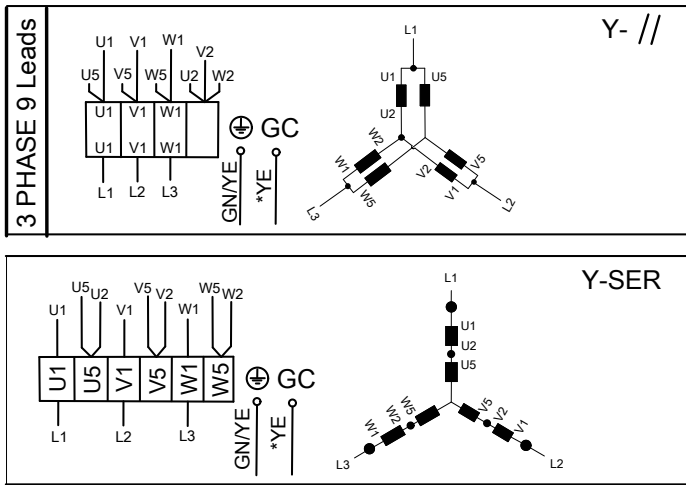 3 PHASE 9 Leads
Y- //
U1 V1 W1 V2
U5 V5 W5 U2 W2
U1 V1 W1
U1 V1 W1
L1 L2 L3
GC
GN/YE
*YE
L1
U1 U5
U2
W2
W1
W5
L3
V5
V2
V1
L2
Y-SER
U5 U2 V5 V2 W5 W2
U1 V1 W1
U1 U5 V1 V5 W1 W5
L1 L2 L3
GC
GN/YE
*YE
L1
U1
U2
U5
W5
W2
W1
L3
V5
V2
V1
L2